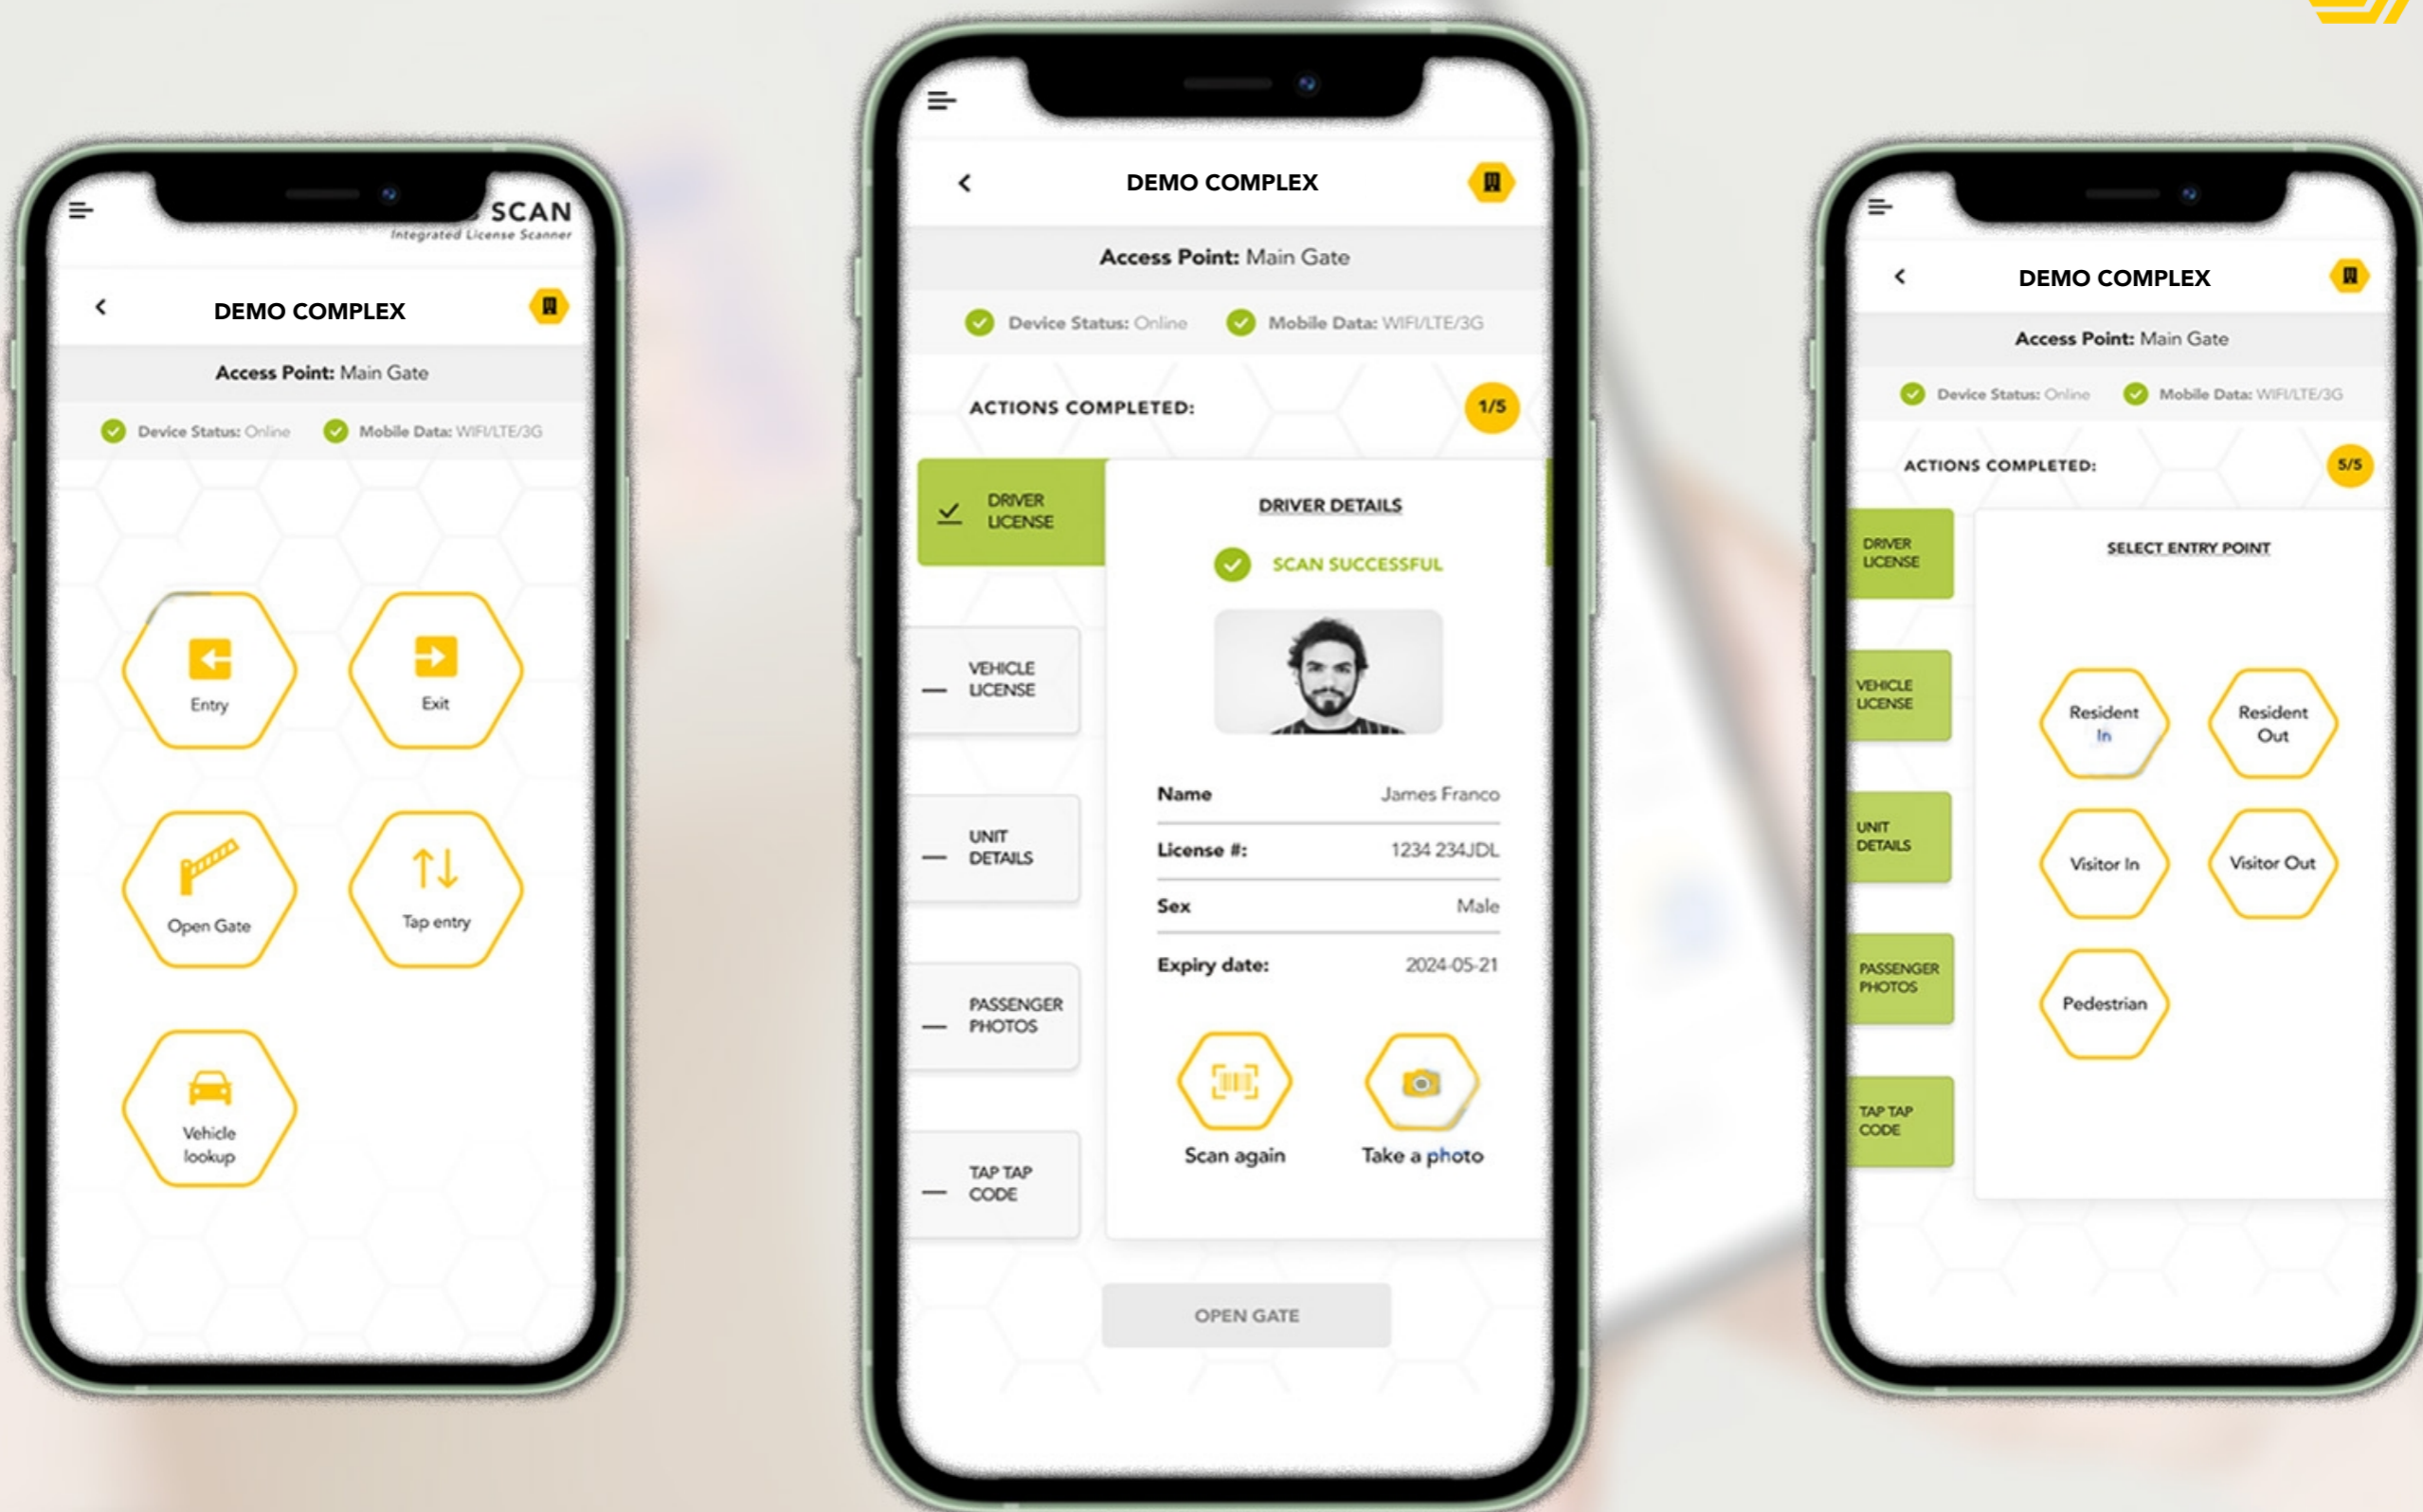 SCAN
Integrated License Scanner
DEMO COMPLEX
Access Point: Main Gate
Device Status: Online Mobile Data: WIFI/LTE/3G
Entry
Exit
Open Gate
Tap entry
Vehicle
lookup
DEMO COMPLEX
Access Point: Main Gate
Device Status: Online Mobile Data: WIFI/LTE/3G
ACTIONS COMPLETED: 1/5
DRIVER
LICENSE
VEHICLE
LICENSE
UNIT
DETAILS
PASSENGER
PHOTOS
TAP TAP
CODE
DRIVER DETAILS
SCAN SUCCESSFUL
Name James Franco
License #: 1234 234JDL
Sex Male
Expiry date: 2024-05-21
Scan again
Take a photo
OPEN GATE
DEMO COMPLEX
Access Point: Main Gate
Device Status: Online Mobile Data: WIFI/LTE/3G
ACTIONS COMPLETED: 5/5
DRIVER
LICENSE
VEHICLE
LICENSE
UNIT
DETAILS
PASSENGER
PHOTOS
TAP TAP
CODE
SELECT ENTRY POINT
Resident
In
Resident
Out
Visitor In
Visitor Out
Pedestrian